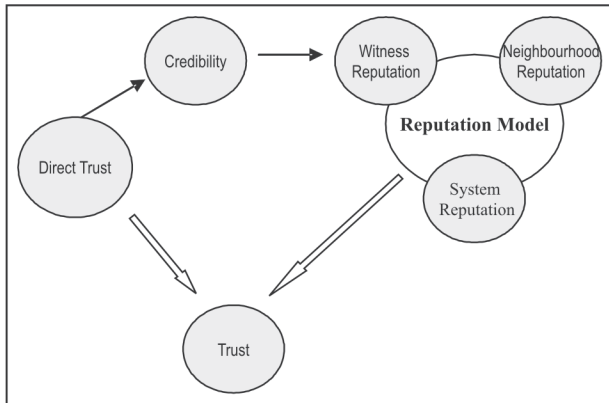 Credibility
Witness
Reputation
Neighbourhood
Reputation
Reputation Model
Direct Trust
System
Reputation
Trust